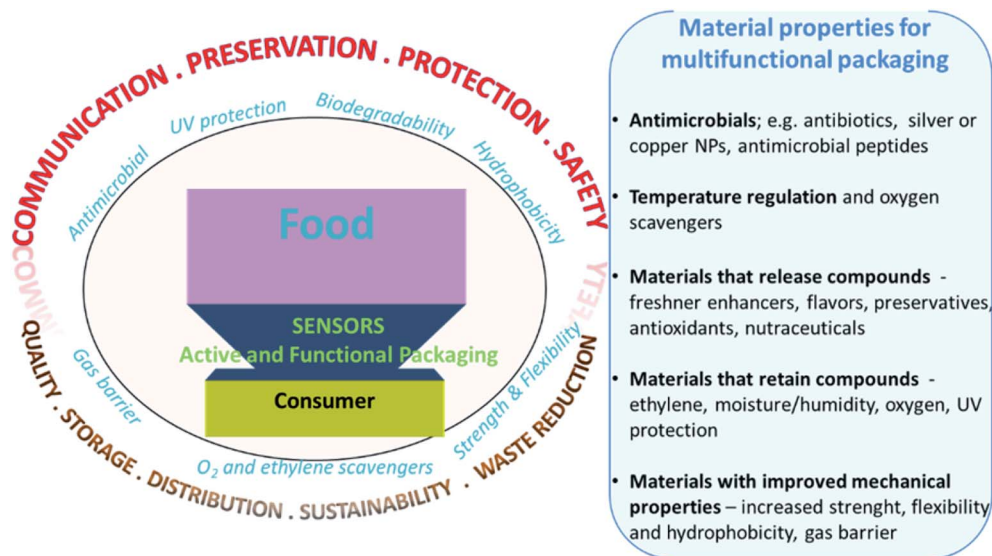 COMMUNICATION . PRESERVATION . PROTECTION . SAFETY
Antimicrobial
UV protection
Biodegradability
Hydrophobicity
Food
SENSORS
Active and Functional Packaging
Consumer
Gas barrier
O₂ and ethylene scavengers
Strength & Flexibility
QUALITY . STORAGE . DISTRIBUTION . SUSTAINABILITY . WASTE REDUCTION
Material properties for
multifunctional packaging
• Antimicrobials; e.g. antibiotics, silver or
copper NPs, antimicrobial peptides
• Temperature regulation and oxygen
scavengers
• Materials that release compounds -
freshner enhancers, flavors, preservatives,
antioxidants, nutraceuticals
• Materials that retain compounds -
ethylene, moisture/humidity, oxygen, UV
protection
• Materials with improved mechanical
properties – increased strenght, flexibility
and hydrophobicity, gas barrier